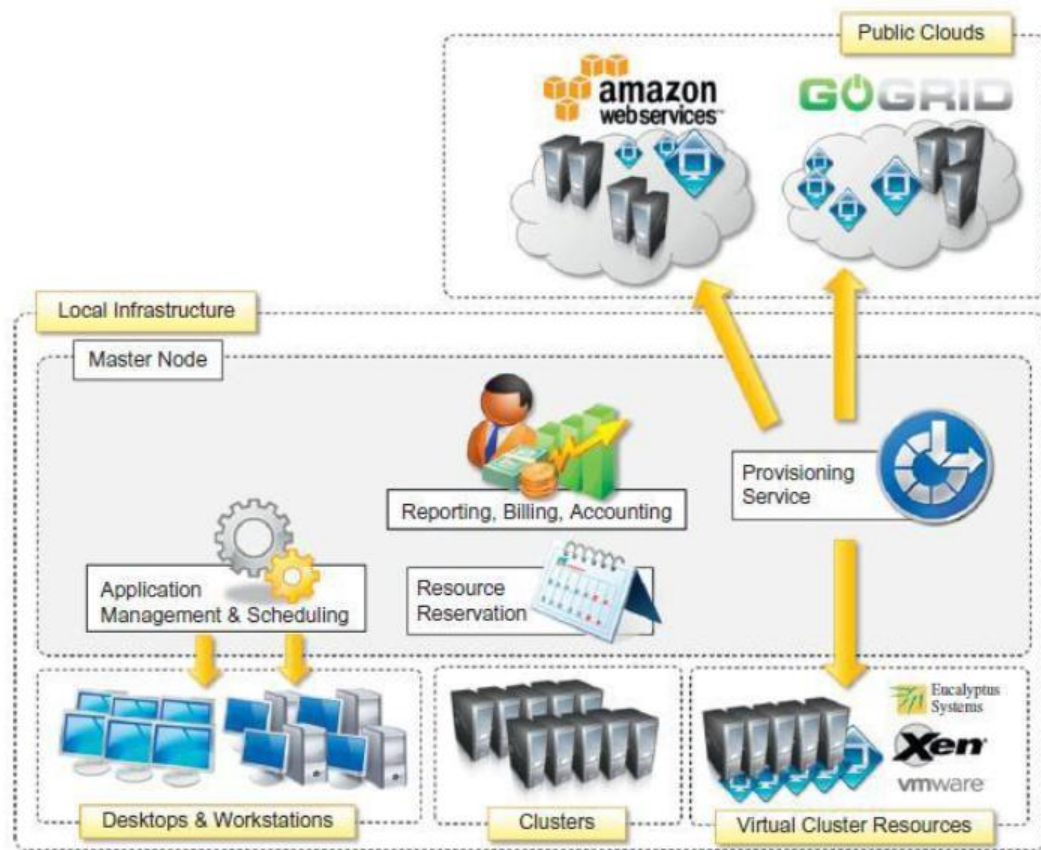 Public Clouds
amazon
webservices™
GOGRID
Local Infrastructure
Master Node
Reporting, Billing, Accounting
Provisioning
Service
Application
Management & Scheduling
Resource
Reservation
Eucalyptus
Systems
Xen
vmware
Desktops & Workstations
Clusters
Virtual Cluster Resources